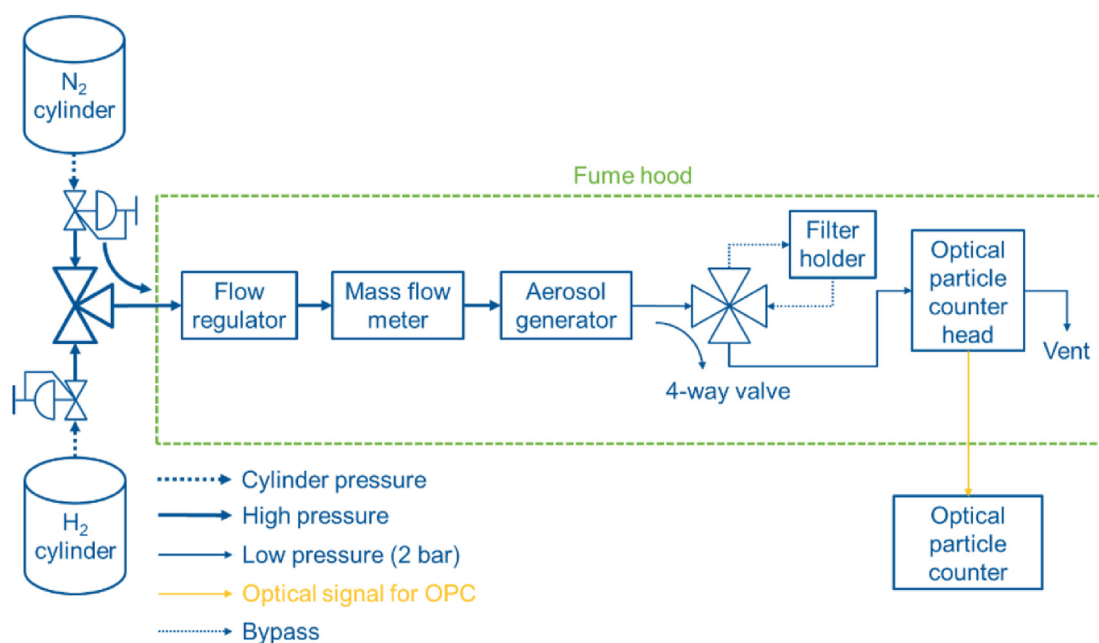 N₂
cylinder
Fume hood
Flow
regulator
Mass flow
meter
Aerosol
generator
Filter
holder
4-way valve
Optical
particle
counter
head
Vent
H₂
cylinder
Cylinder pressure
High pressure
Low pressure (2 bar)
Optical signal for OPC
Bypass
Optical
particle
counter